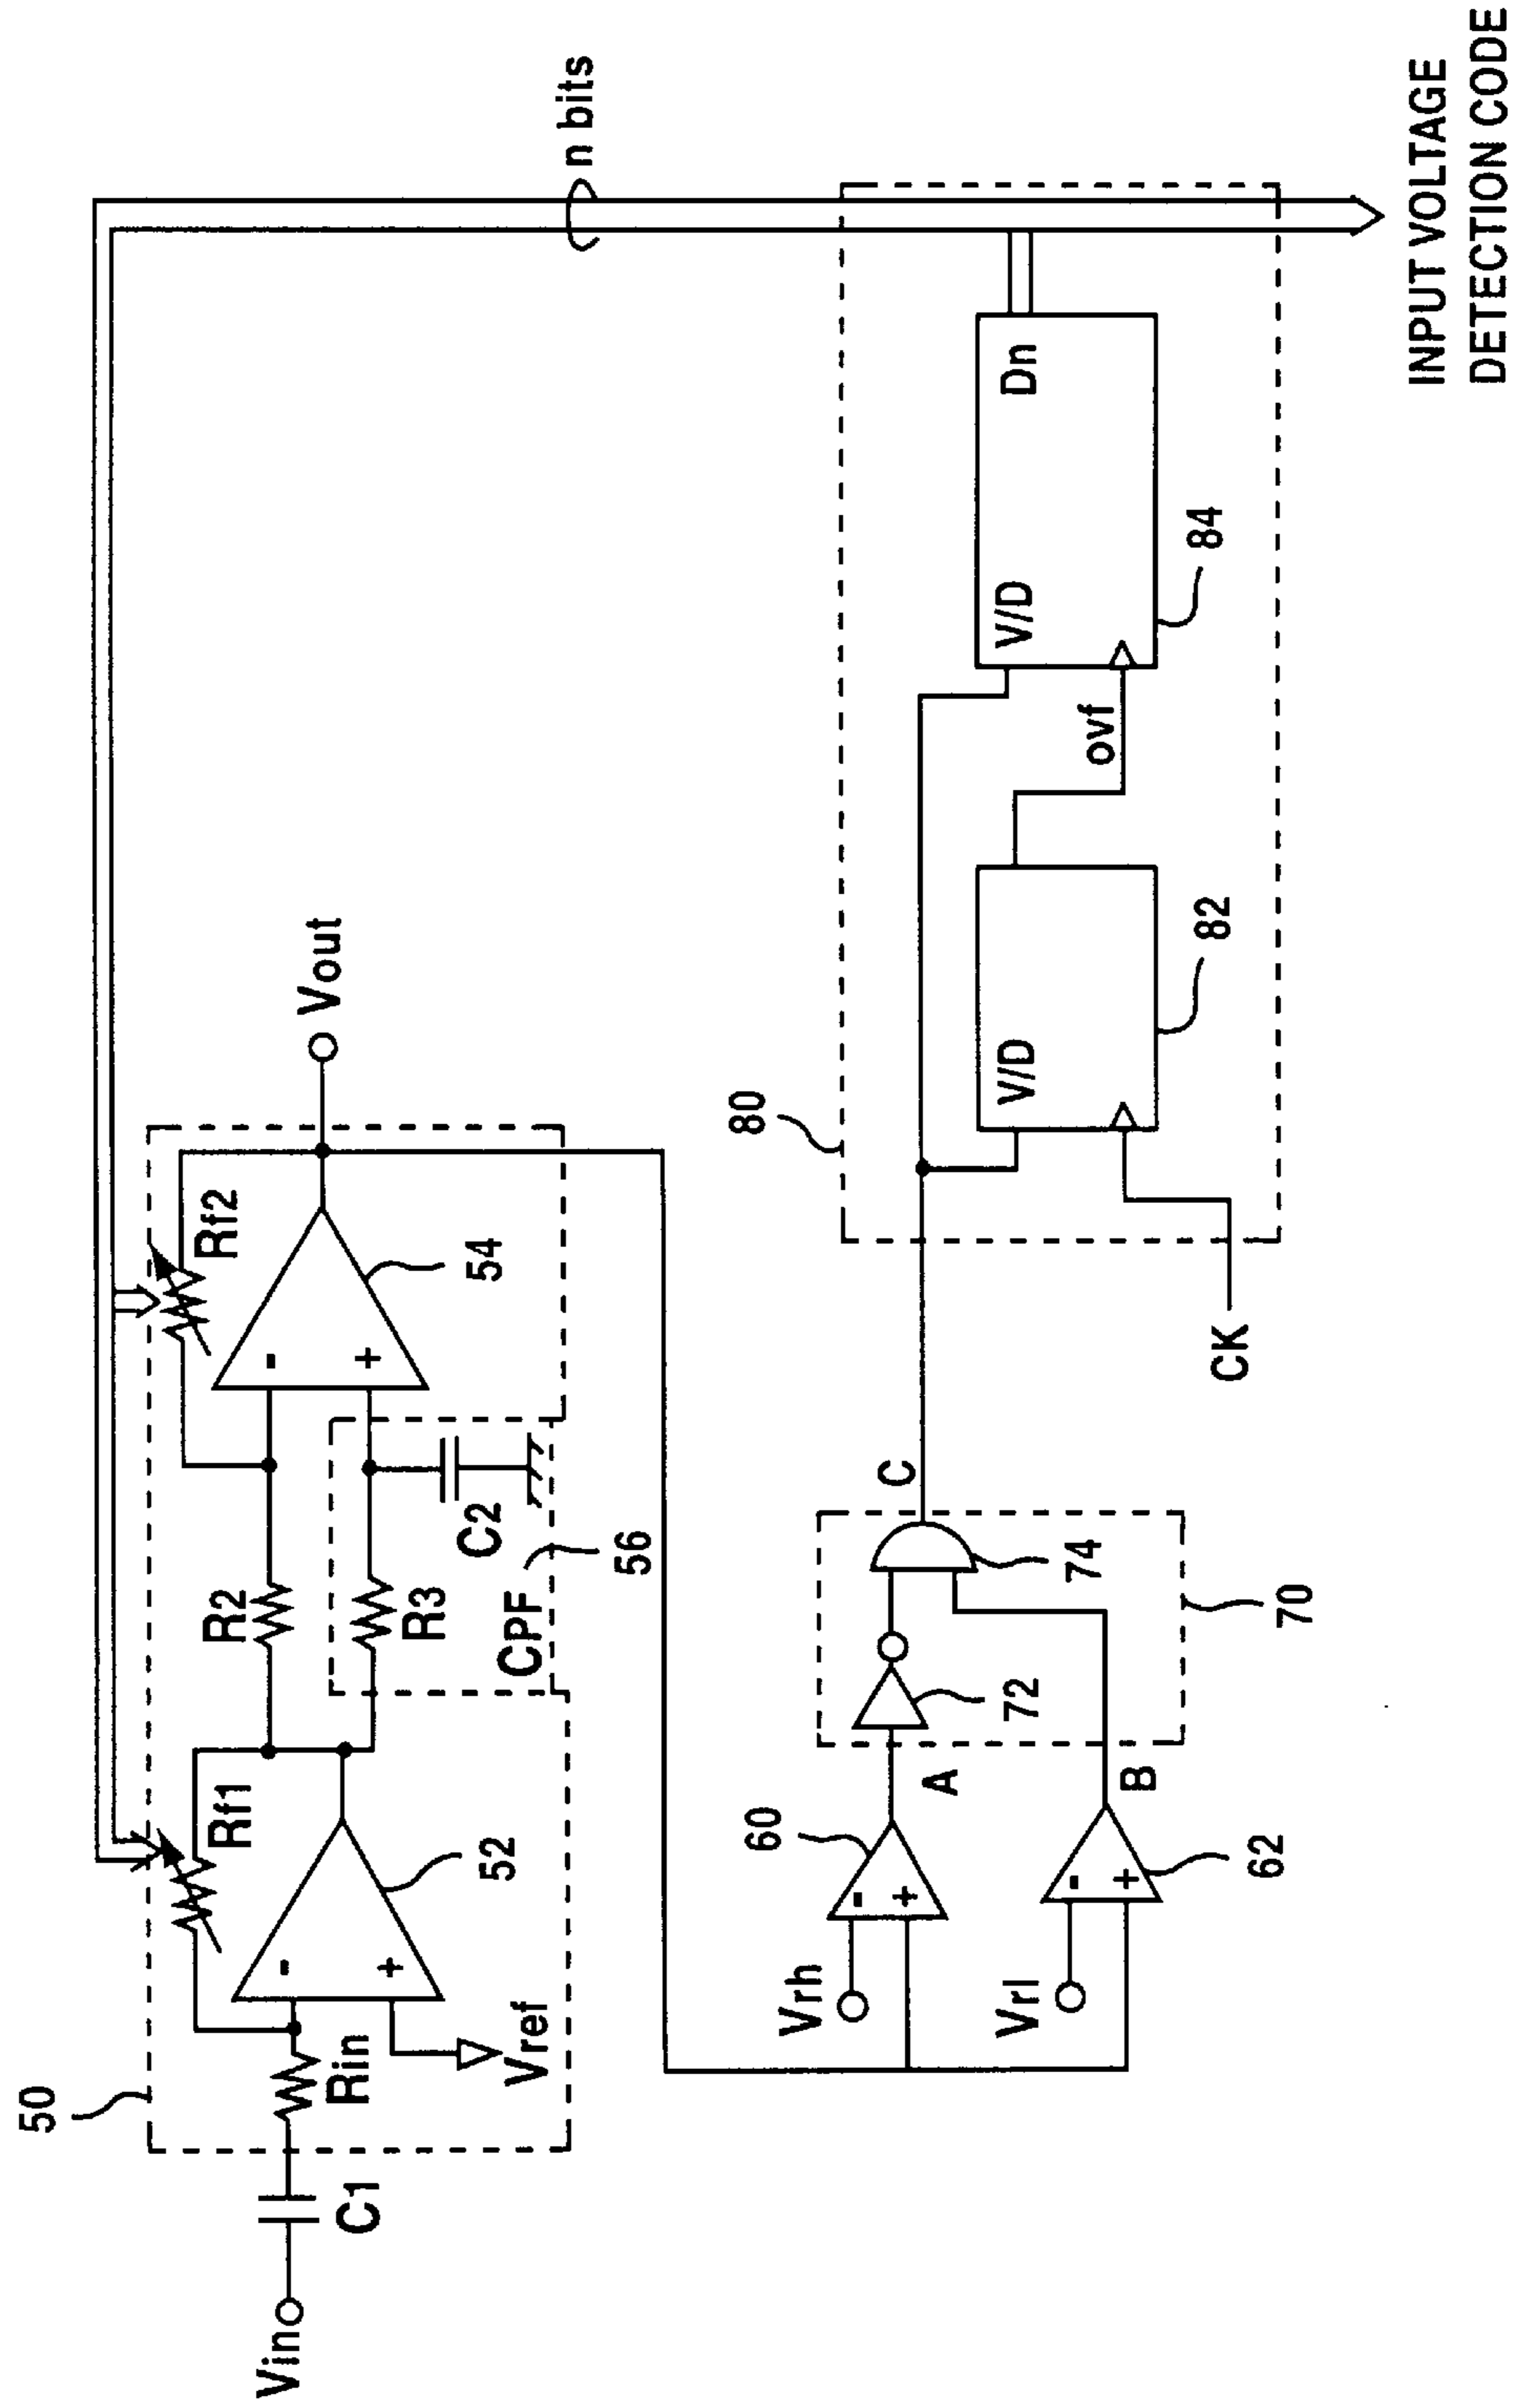 n bits
50
Vin
C1
Rin
Rf1
-
+
Vref
52
R2
R3
CPF
56
C2
Rf2
-
+
54
Vout
Vrh
60
-
+
A
Vrl
-
+
62
B
72
74
70
C
80
CK
V/D
82
ovf
V/D
Dn
84
INPUT VOLTAGE
DETECTION CODE